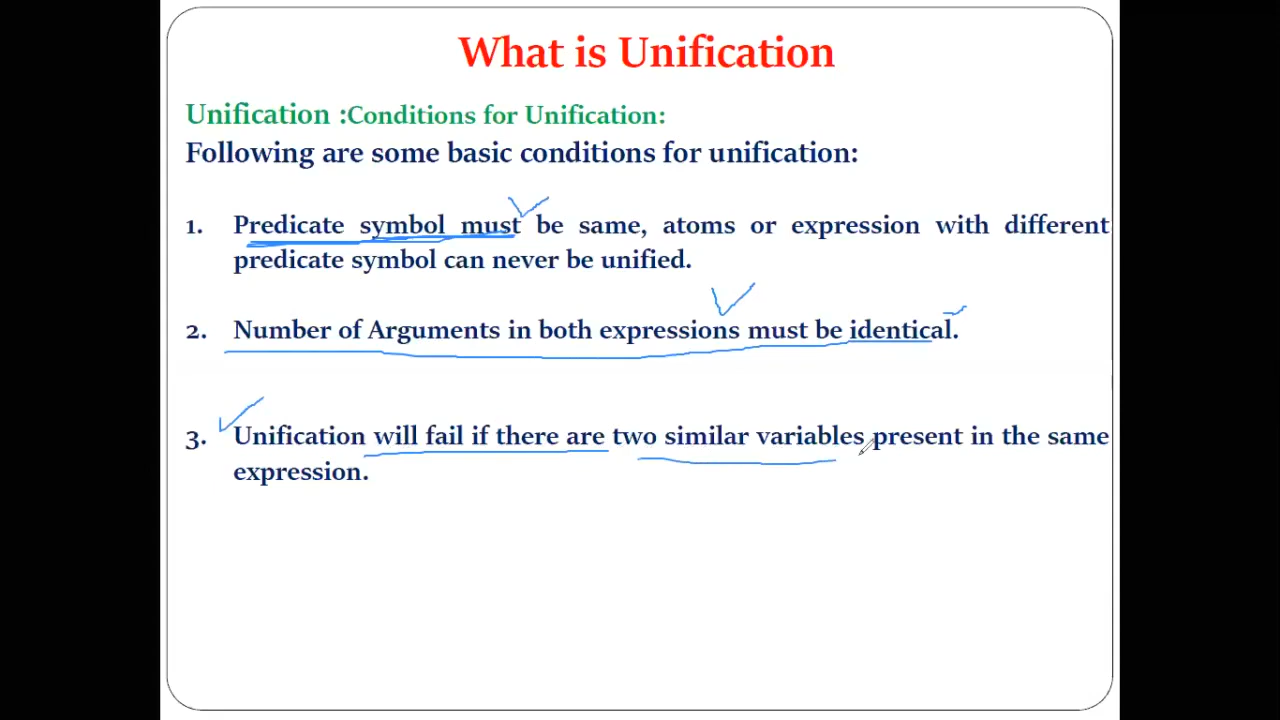 What is Unification
Unification :Conditions for Unification:
Following are some basic conditions for unification:
1. Predicate symbol must be same, atoms or expression with different
predicate symbol can never be unified.
2. Number of Arguments in both expressions must be identical.
3. Unification will fail if there are two similar variables present in the same
expression.